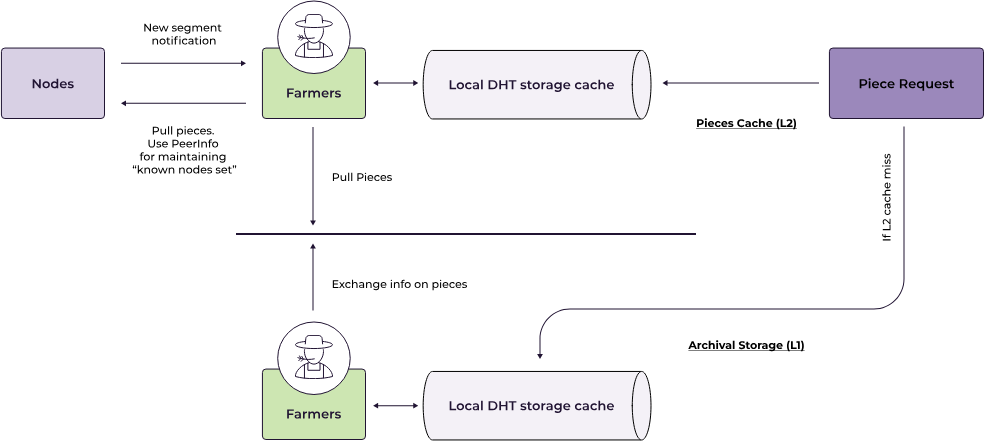 New segment
notification
Nodes
Farmers
Local DHT storage cache
Piece Request
Pieces Cache (L2)
Pull pieces.
Use PeerInfo
for maintaining
“known nodes set”
Pull Pieces
If L2 cache miss
Exchange info on pieces
Archival Storage (L1)
Farmers
Local DHT storage cache